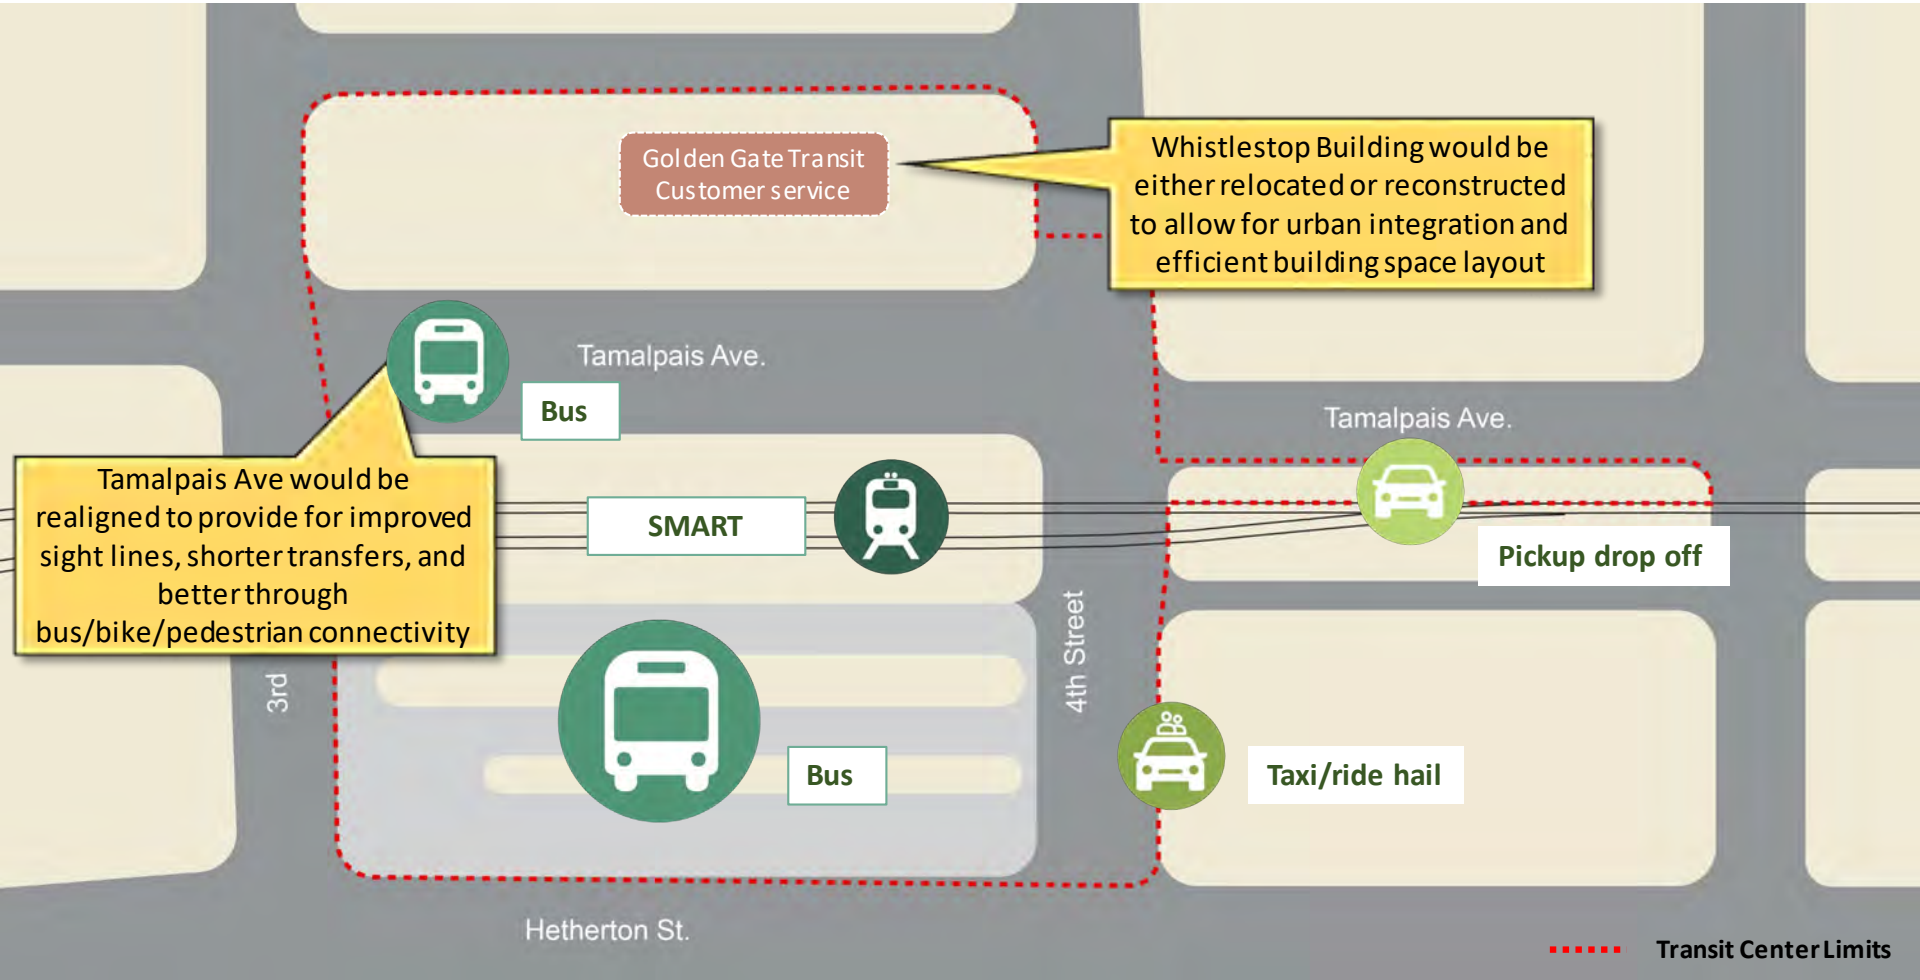 Golden Gate Transit
Customer service
Whistlestop Building would be
either relocated or reconstructed
to allow for urban integration and
efficient building space layout
Tamalpais Ave.
Bus
Tamalpais Ave.
Tamalpais Ave would be
realigned to provide for improved
sight lines, shorter transfers, and
better through
bus/bike/pedestrian connectivity
SMART
Pickup drop off
3rd
4th Street
Bus
Taxi/ride hail
Hetherton St.
Transit Center Limits